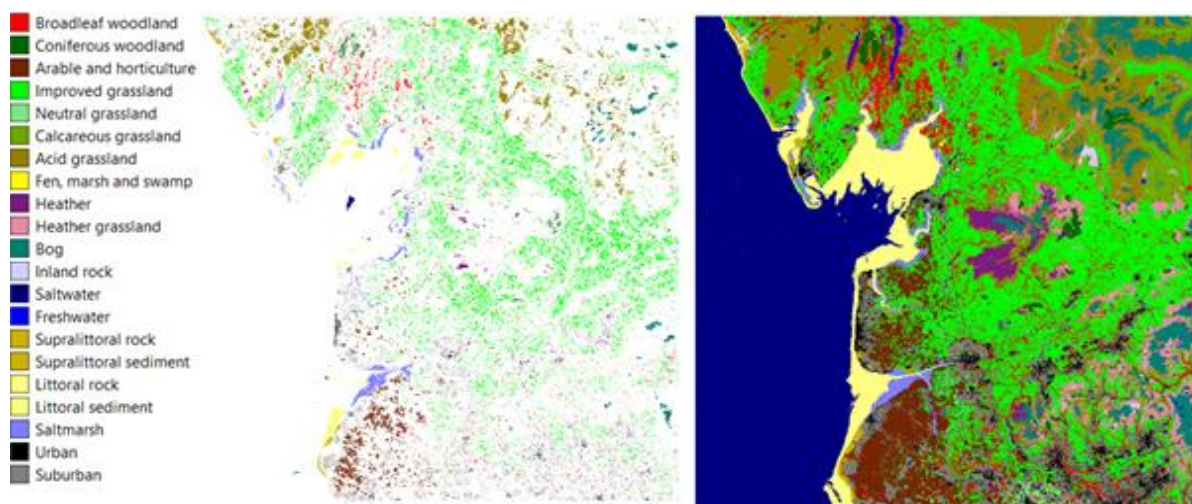 Broadleaf woodland
Coniferous woodland
Arable and horticulture
Improved grassland
Neutral grassland
Calcareous grassland
Acid grassland
Fen, marsh and swamp
Heather
Heather grassland
Bog
Inland rock
Saltwater
Freshwater
Supralittoral rock
Supralittoral sediment
Littoral rock
Littoral sediment
Saltmarsh
Urban
Suburban